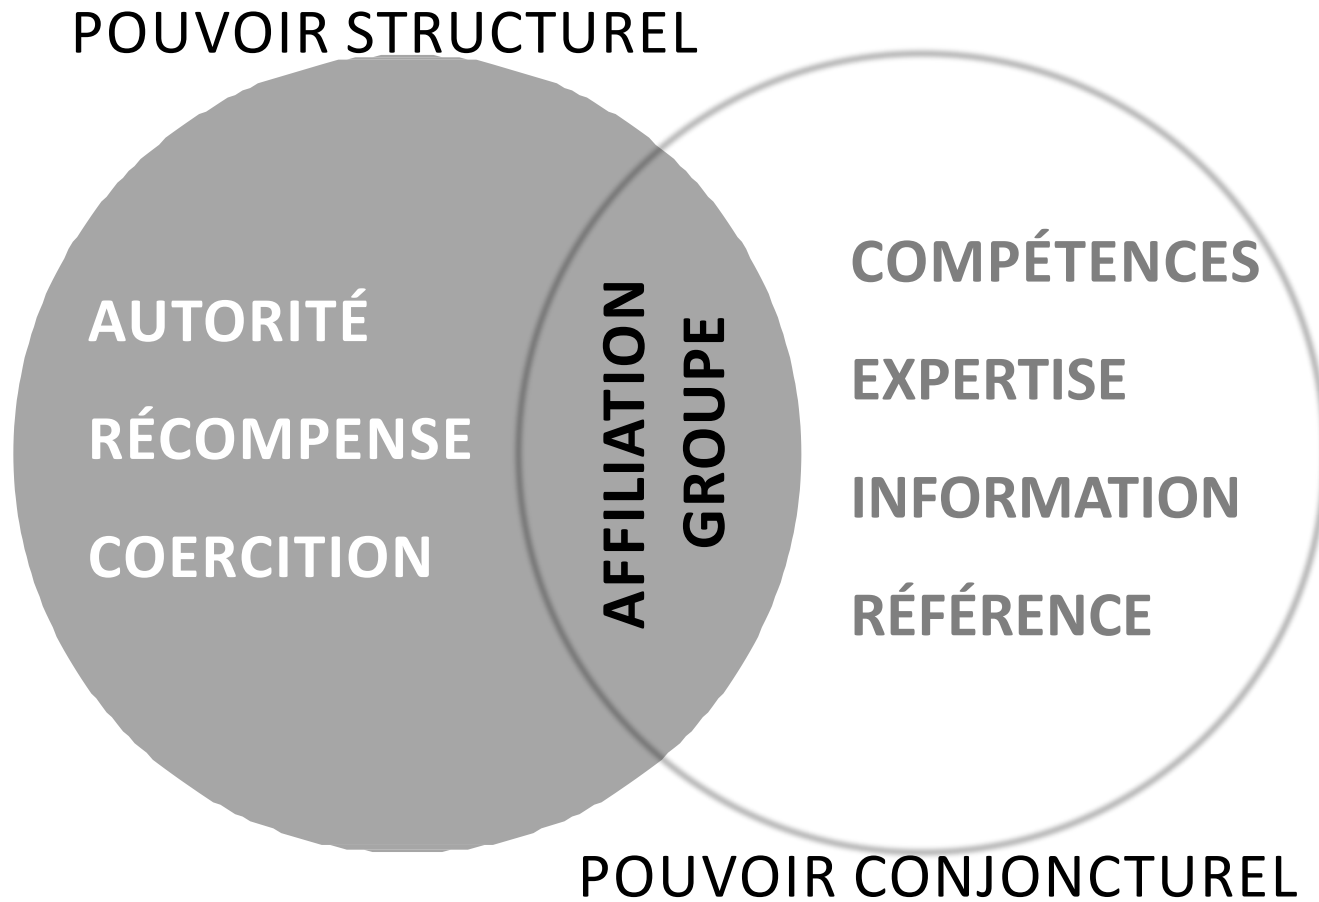 POUVOIR STRUCTUREL
AUTORITÉ
RÉCOMPENSE
COERCITION
AFFILIATION
GROUPE
COMPÉTENCES
EXPERTISE
INFORMATION
RÉFÉRENCE
POUVOIR CONJONCTUREL